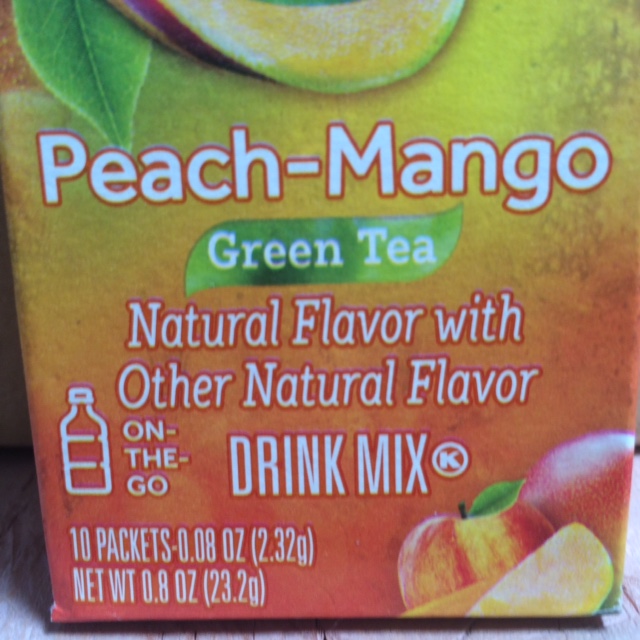 Peach-Mango
Green Tea
Natural Flavor with
Other Natural Flavor
ON-
THE-
GO
DRINK MIX K
10 PACKETS-0.08 OZ (2.32g)
NET WT 0.8 OZ (23.2g)